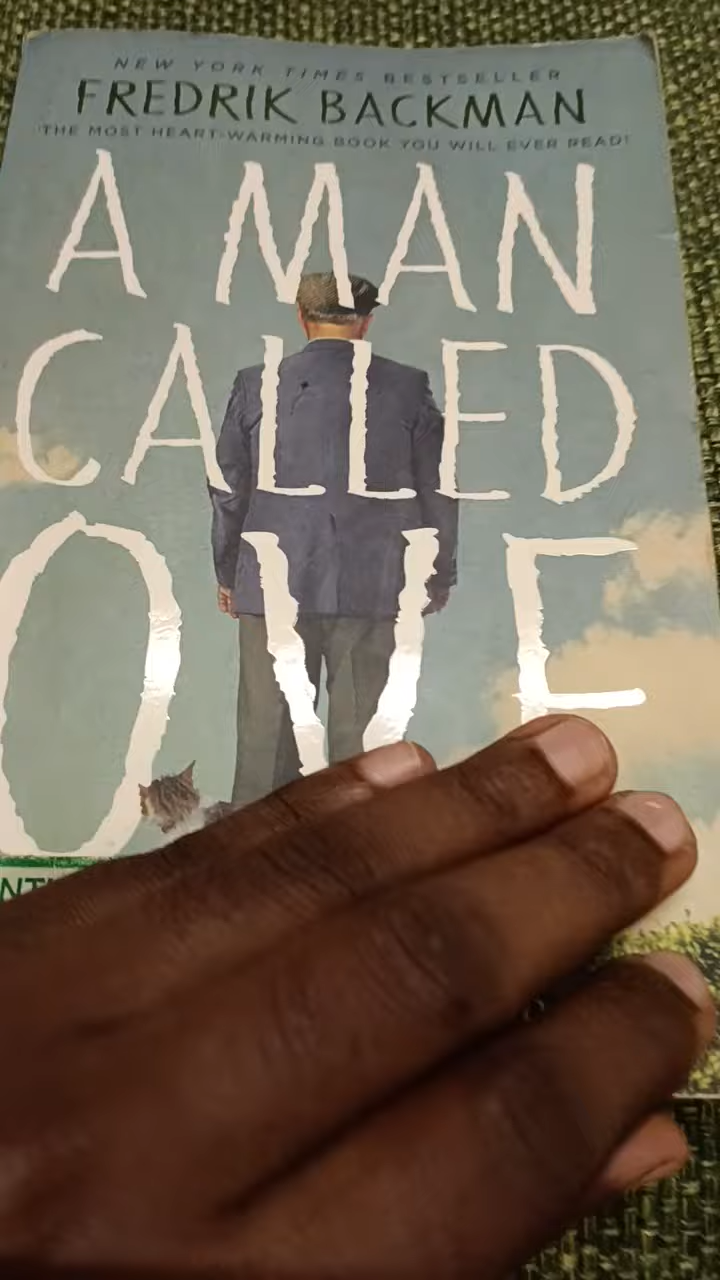 NEW YORK TIMES BESTSELLER
FREDRIK BACKMAN
THE MOST HEART-WARMING BOOK YOU WILL EVER READ!
A MAN
CALLED
OVE